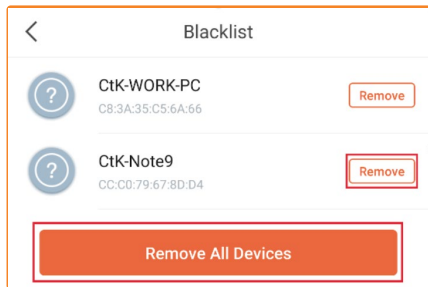 Blacklist
CtK-WORK-PC
C8:3A:35:C5:6A:66
Remove
CtK-Note9
CC:C0:79:67:8D:D4
Remove
Remove All Devices